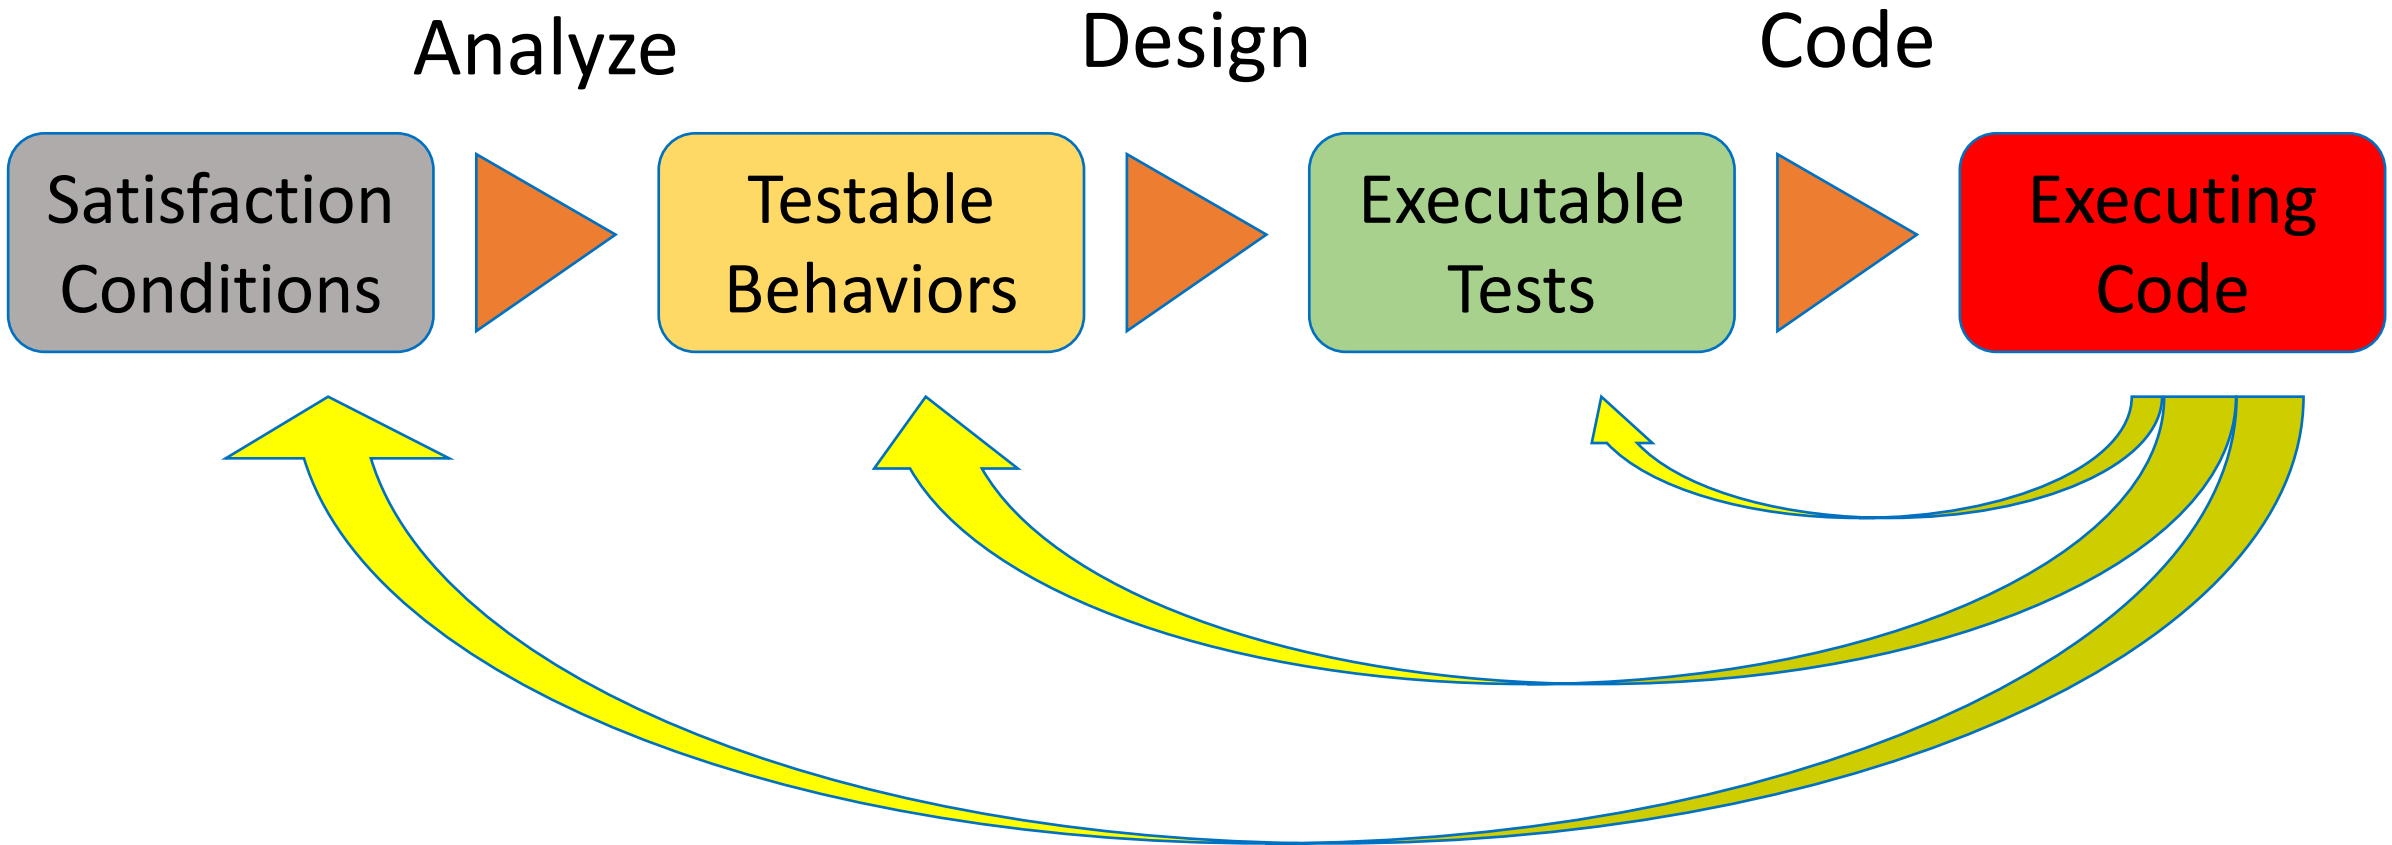 Analyze
Design
Code
Satisfaction
Conditions
Testable
Behaviors
Executable
Tests
Executing
Code